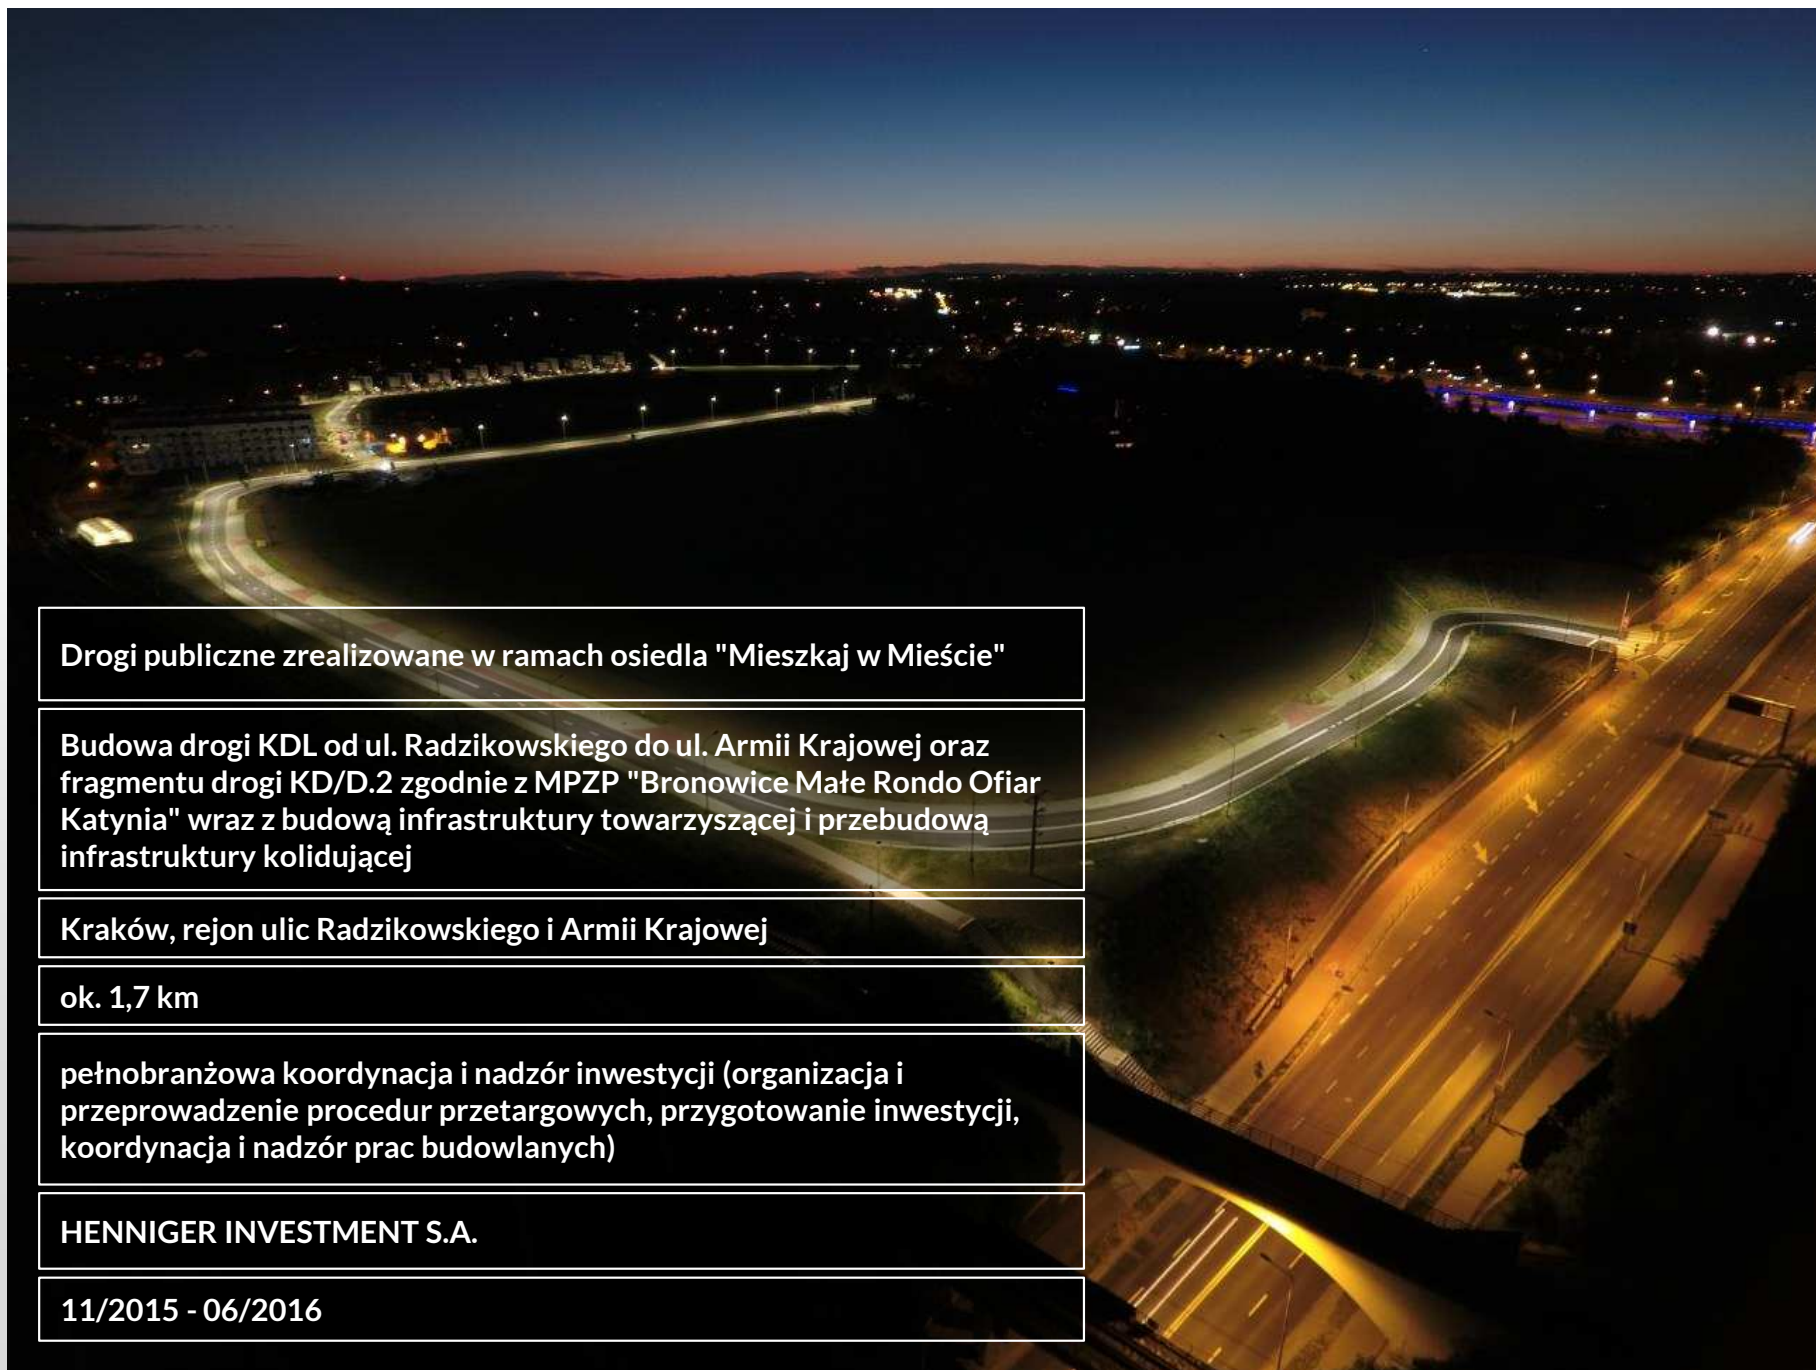 Drogi publiczne zrealizowane w ramach osiedla "Mieszkaj w Mieście"
Budowa drogi KDL od ul. Radzikowskiego do ul. Armii Krajowej oraz
fragmentu drogi KD/D.2 zgodnie z MPZP "Bronowice Małe Rondo Ofiar
Katynia" wraz z budową infrastruktury towarzyszącej i przebudową
infrastruktury kolidującej
Kraków, rejon ulic Radzikowskiego i Armii Krajowej
ok. 1,7 km
pełnobranżowa koordynacja i nadzór inwestycji (organizacja i
przeprowadzenie procedur przetargowych, przygotowanie inwestycji,
koordynacja i nadzór prac budowlanych)
HENNIGER INVESTMENT S.A.
11/2015 - 06/2016